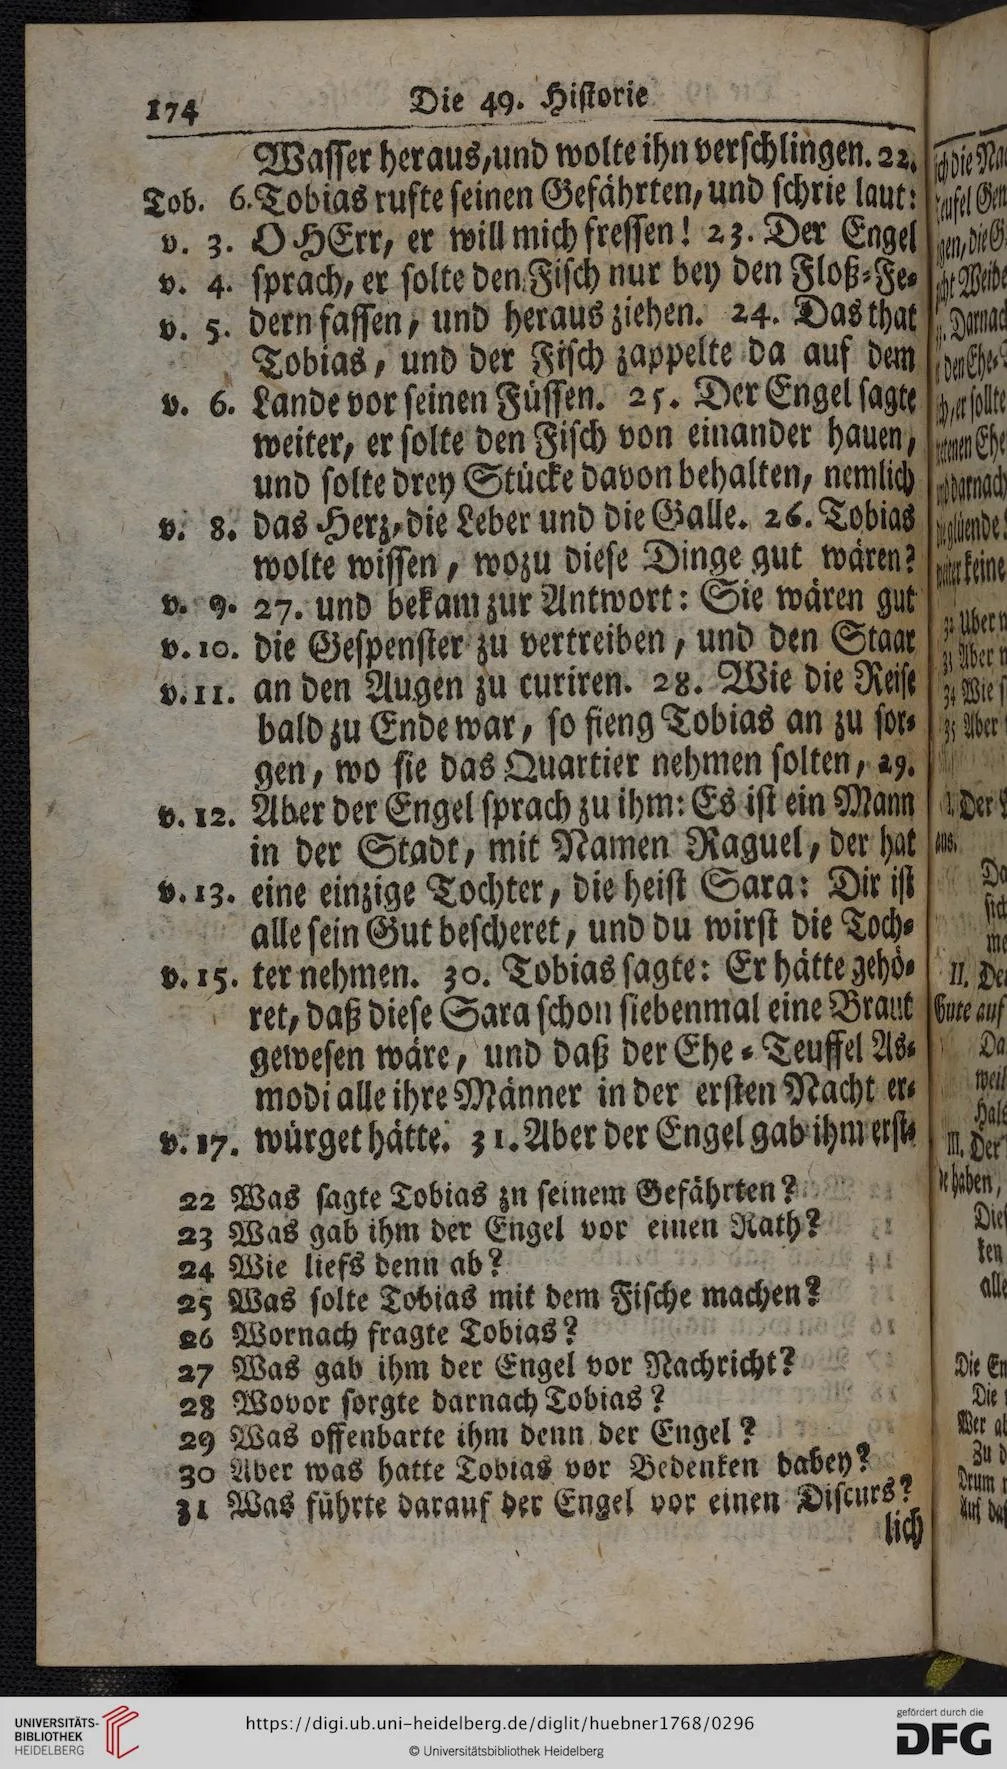 174 Die 49. Historie
Wasser heraus, und wolte ihn verschlingen. 22.
Tob. 6. Tobias rufte seinen Gefährten, und schrie laut:
v. 3. O HErr, er will mich fressen! 23. Der Engel
v. 4. sprach, er solte den Fisch nur bey den Floß-Fe-
v. 5. dern fassen, und heraus ziehen. 24. Das that
Tobias, und der Fisch zappelte da auf dem
v. 6. Lande vor seinen Füssen. 25. Der Engel sagte
weiter, er solte den Fisch von einander hauen,
und solte drey Stücke davon behalten, nemlich
v. 8. das Herz, die Leber und die Galle. 26. Tobias
wolte wissen, wozu diese Dinge gut wären?
v. 9. 27. und bekam zur Antwort: Sie wären gut
v. 10. die Gespenster zu vertreiben, und den Staar
v. 11. an den Augen zu curiren. 28. Wie die Reise
bald zu Ende war, so fieng Tobias an zu sor-
gen, wo sie das Quartier nehmen solten, 29.
v. 12. Aber der Engel sprach zu ihm: Es ist ein Mann
in der Stadt, mit Namen Raguel, der hat
v. 13. eine einzige Tochter, die heist Sara: Dir ist
alle sein Gut bescheret, und du wirst die Toch-
v. 15. ter nehmen. 30. Tobias sagte: Er hätte gehö-
ret, daß diese Sara schon siebenmal eine Braut
gewesen wäre, und daß der Ehe-Teuffel As-
modi alle ihre Männer in der ersten Nacht er-
v. 17. würget hätte. 31. Aber der Engel gab ihm erst-
22 Was sagte Tobias zu seinem Gefährten?
23 Was gab ihm der Engel vor einen Rath?
24 Wie liefs denn ab?
25 Was solte Tobias mit dem Fische machen?
26 Wornach fragte Tobias?
27 Was gab ihm der Engel vor Nachricht?
28 Wovor sorgte darnach Tobias?
29 Was offenbarte ihm denn der Engel?
30 Aber was hatte Tobias vor Bedenken dabey?
31 Was führte darauf der Engel vor einen Discurs?
lich
UNIVERSITÄTS-
BIBLIOTHEK
HEIDELBERG
https://digi.ub.uni-heidelberg.de/diglit/huebner1768/0296
© Universitätsbibliothek Heidelberg
gefördert durch die
DFG